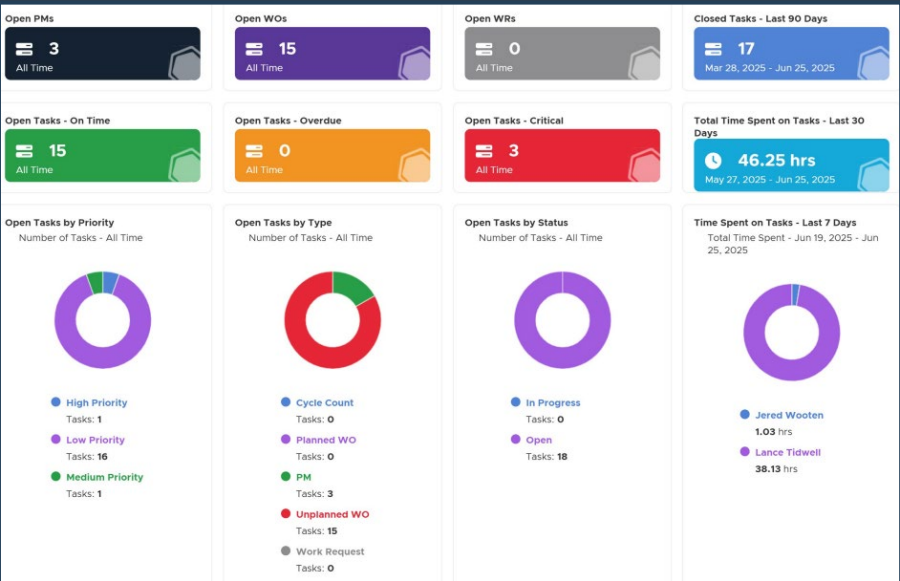 Open PMs
3
All Time
Open WOs
15
All Time
Open WRs
0
All Time
Closed Tasks - Last 90 Days
17
Mar 28, 2025 - Jun 25, 2025
Open Tasks - On Time
15
All Time
Open Tasks - Overdue
0
All Time
Open Tasks - Critical
3
All Time
Total Time Spent on Tasks - Last 30
Days
46.25 hrs
May 27, 2025 - Jun 25, 2025
Open Tasks by Priority
Number of Tasks - All Time
High Priority
Tasks: 1
Low Priority
Tasks: 16
Medium Priority
Tasks: 1
Open Tasks by Type
Number of Tasks - All Time
Cycle Count
Tasks: 0
Planned WO
Tasks: 0
PM
Tasks: 3
Unplanned WO
Tasks: 15
Work Request
Tasks: 0
Open Tasks by Status
Number of Tasks - All Time
In Progress
Tasks: 0
Open
Tasks: 18
Time Spent on Tasks - Last 7 Days
Total Time Spent - Jun 19, 2025 - Jun
25, 2025
Jered Wooten
1.03 hrs
Lance Tidwell
38.13 hrs